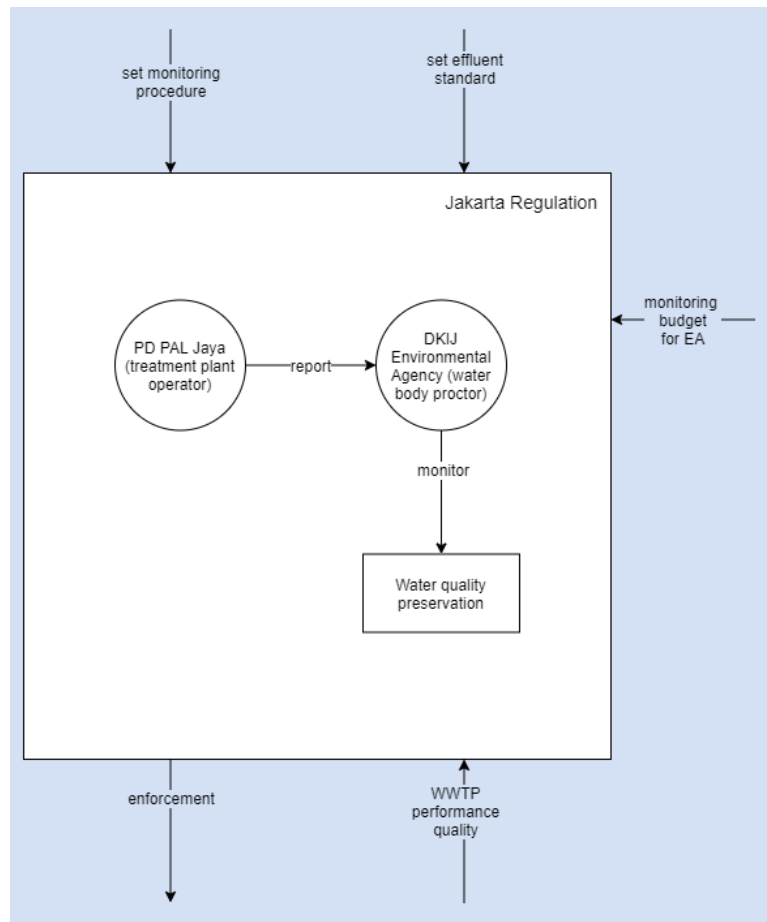 set monitoring
procedure
set effluent
standard
Jakarta Regulation
monitoring
budget
for EA
PD PAL Jaya
(treatment plant
operator)
report
DKIJ
Environmental
Agency (water
body proctor)
monitor
Water quality
preservation
enforcement
WWTP
performance
quality